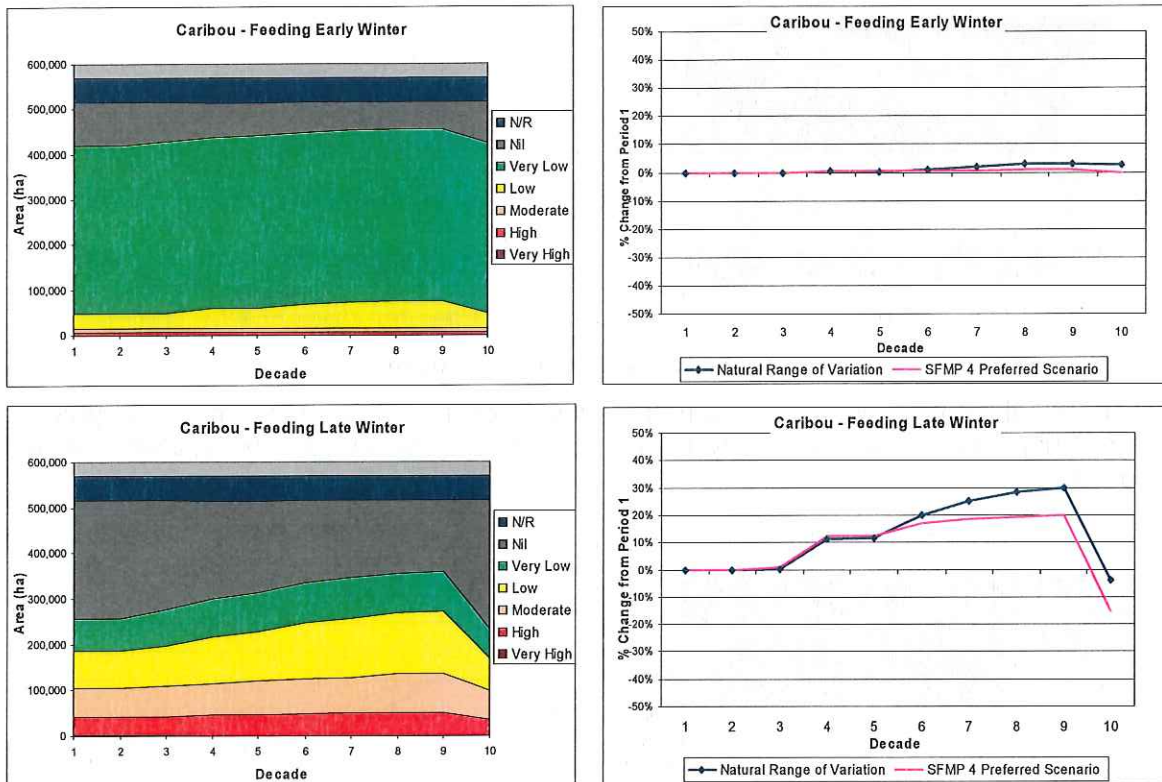 Caribou - Feeding Early Winter
600,000
500,000
400,000
300,000
200,000
100,000
0
Area (ha)
1 2 3 4 5 6 7 8 9 10
Decade
N/R
Nil
Very Low
Low
Moderate
High
Very High
Caribou - Feeding Early Winter
50%
40%
30%
20%
10%
0%
-10%
-20%
-30%
-40%
-50%
% Change from Period 1
1 2 3 4 5 6 7 8 9 10
Decade
Natural Range of Variation SFMP 4 Preferred Scenario
Caribou - Feeding Late Winter
600,000
500,000
400,000
300,000
200,000
100,000
0
Area (ha)
1 2 3 4 5 6 7 8 9 10
Decade
N/R
Nil
Very Low
Low
Moderate
High
Very High
Caribou - Feeding Late Winter
50%
40%
30%
20%
10%
0%
-10%
-20%
-30%
-40%
-50%
% Change from Period 1
1 2 3 4 5 6 7 8 9 10
Decade
Natural Range of Variation SFMP 4 Preferred Scenario